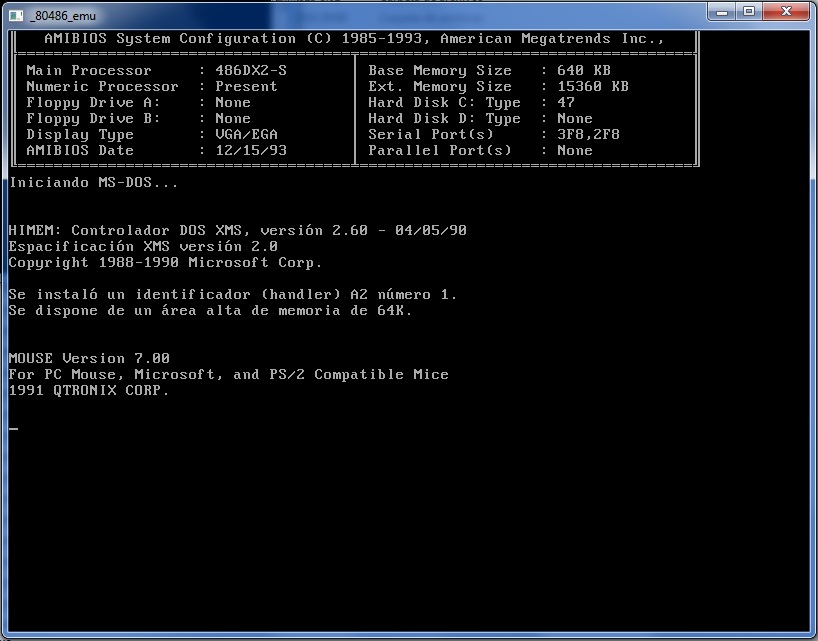 _80486_emu
AMIBIOS System Configuration (C) 1985-1993, American Megatrends Inc.,
Main Processor : 486DX2-S Base Memory Size : 640 KB
Numeric Processor : Present Ext. Memory Size : 15360 KB
Floppy Drive A: : None Hard Disk C: Type : 47
Floppy Drive B: : None Hard Disk D: Type : None
Display Type : VGA/EGA Serial Port(s) : 3F8,2F8
AMIBIOS Date : 12/15/93 Parallel Port(s) : None
Iniciando MS-DOS...
HIMEM: Controlador DOS XMS, versión 2.60 - 04/05/90
Espacificación XMS versión 2.0
Copyright 1988-1990 Microsoft Corp.
Se instaló un identificador (handler) A2 número 1.
Se dispone de un área alta de memoria de 64K.
MOUSE Version 7.00
For PC Mouse, Microsoft, and PS/2 Compatible Mice
1991 QTRONIX CORP.